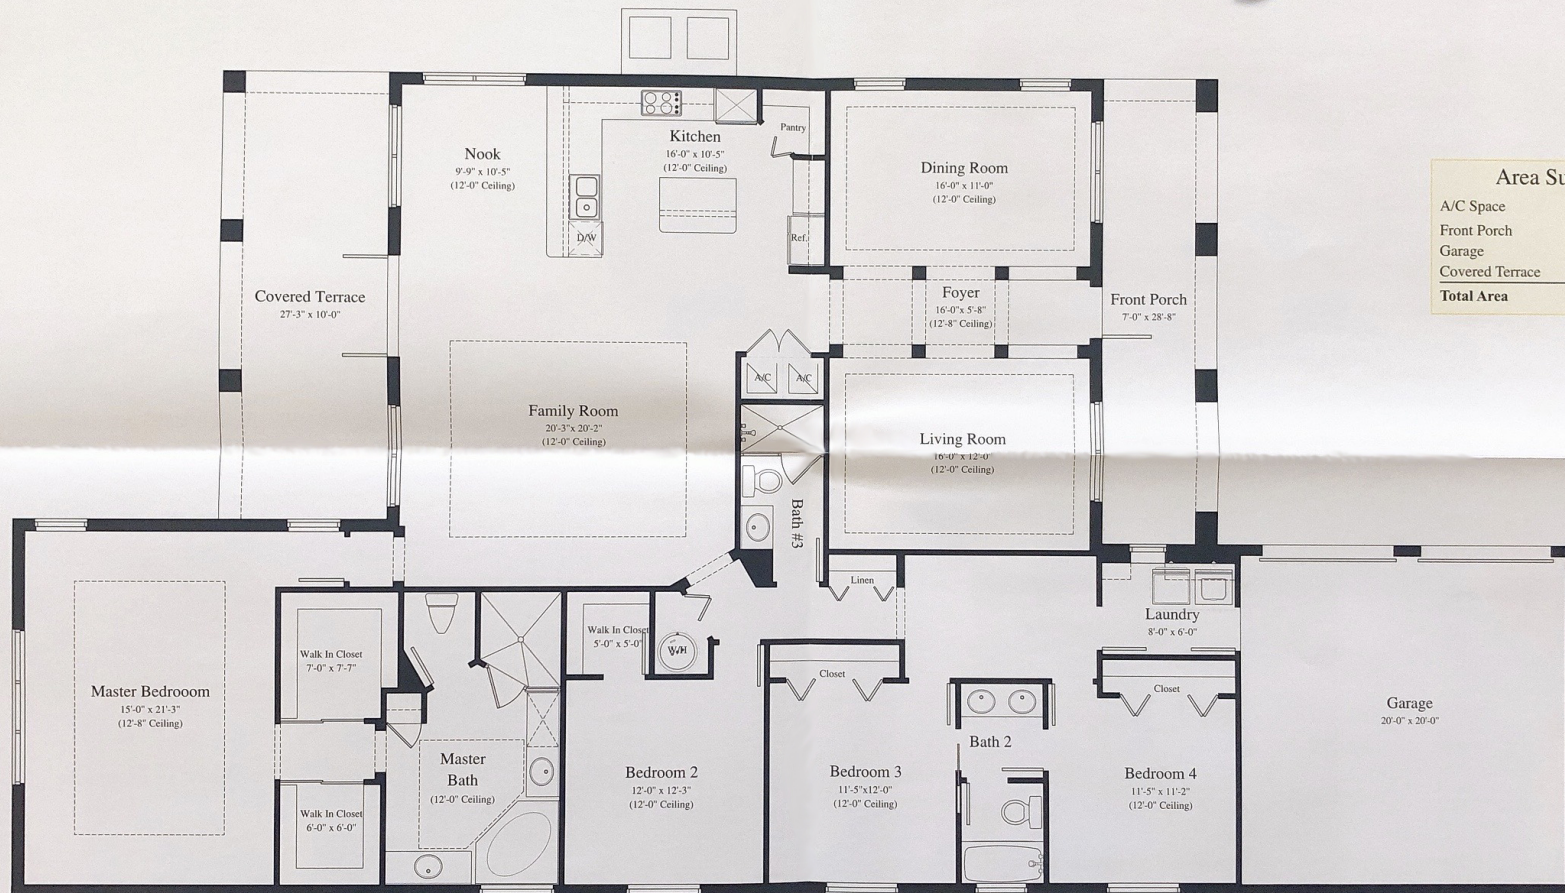 Nook
9'-9" x 10'-5"
(12'-0" Ceiling)
Kitchen
16'-0" x 10'-5"
(12'-0" Ceiling)
Pantry
D/W
Ref.
Dining Room
16'-0" x 11'-0"
(12'-0" Ceiling)
Area Su
A/C Space
Front Porch
Garage
Covered Terrace
Total Area
Covered Terrace
27'-3" x 10'-0"
Foyer
16'-0"x 5'-8"
(12'-8" Ceiling)
Front Porch
7'-0" x 28'-8"
A/C
A/C
Family Room
20'-3"x 20'-2"
(12'-0" Ceiling)
Living Room
16'-0" x 12'-0"
(12'-0" Ceiling)
Bath #3
Linen
Laundry
8'-0" x 6'-0"
Walk In Closet
5'-0" x 5'-0"
WH
Walk In Closet
7'-0" x 7'-7"
Master Bedrooom
15'-0" x 21'-3"
(12'-8" Ceiling)
Closet
Closet
Garage
20'-0" x 20'-0"
Master
Bath
(12'-0" Ceiling)
Bedroom 2
12'-0" x 12'-3"
(12'-0" Ceiling)
Bedroom 3
11'-5"x12'-0"
(12'-0" Ceiling)
Bath 2
Bedroom 4
11'-5" x 11'-2"
(12'-0" Ceiling)
Walk In Closet
6'-0" x 6'-0"